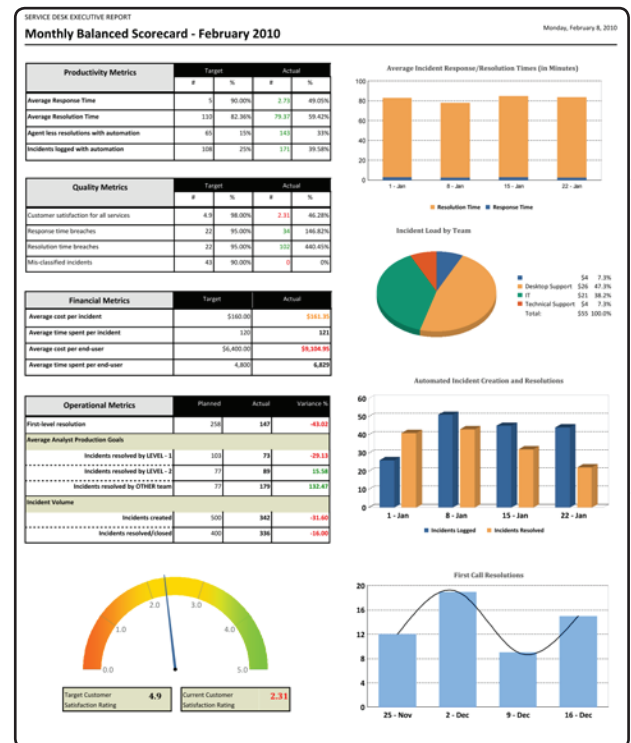 SERVICE DESK EXECUTIVE REPORT
Monthly Balanced Scorecard - February 2010
Monday, February 8, 2010
Productivity Metrics Target Actual
# % # %
Average Response Time 5 90.00% 2.73 49.05%
Average Resolution Time 110 82.36% 79.37 59.42%
Agent less resolutions with automation 65 15% 143 33%
Incidents logged with automation 108 25% 171 39.58%
Quality Metrics Target Actual
# % # %
Customer satisfaction for all services 4.9 98.00% 2.31 46.28%
Response time breaches 22 95.00% 34 146.82%
Resolution time breaches 22 95.00% 102 440.45%
Mis-classified incidents 43 90.00% 0 0%
Financial Metrics Target Actual
Average cost per incident $160.00 $161.35
Average time spent per incident 120 121
Average cost per end-user $6,400.00 $9,104.95
Average time spent per end-user 4,800 6,829
Operational Metrics Planned Actual Variance %
First-level resolution 258 147 -43.02
Average Analyst Production Goals
Incidents resolved by LEVEL - 1 103 73 -29.13
Incidents resolved by LEVEL - 2 77 89 15.58
Incidents resolved by OTHER team 77 179 132.47
Incident Volume
Incidents created 500 342 -31.60
Incidents resolved/closed 400 336 -16.00
0.0 1.0 2.0 3.0 4.0 5.0
Target Customer Satisfaction Rating 4.9
Current Customer Satisfaction Rating 2.31
Average Incident Response/Resolution Times (in Minutes)
100
80
60
40
20
0
1 - Jan 8 - Jan 15 - Jan 22 - Jan
Resolution Time Response Time
Incident Load by Team
$4 7.3%
Desktop Support $26 47.3%
IT $21 38.2%
Technical Support $4 7.3%
Total: $55 100.0%
Automated Incident Creation and Resolutions
60
50
40
30
20
10
0
1 - Jan 8 - Jan 15 - Jan 22 - Jan
Incidents Logged Incidents Resolved
First Call Resolutions
20
16
12
8
4
0
25 - Nov 2 - Dec 9 - Dec 16 - Dec